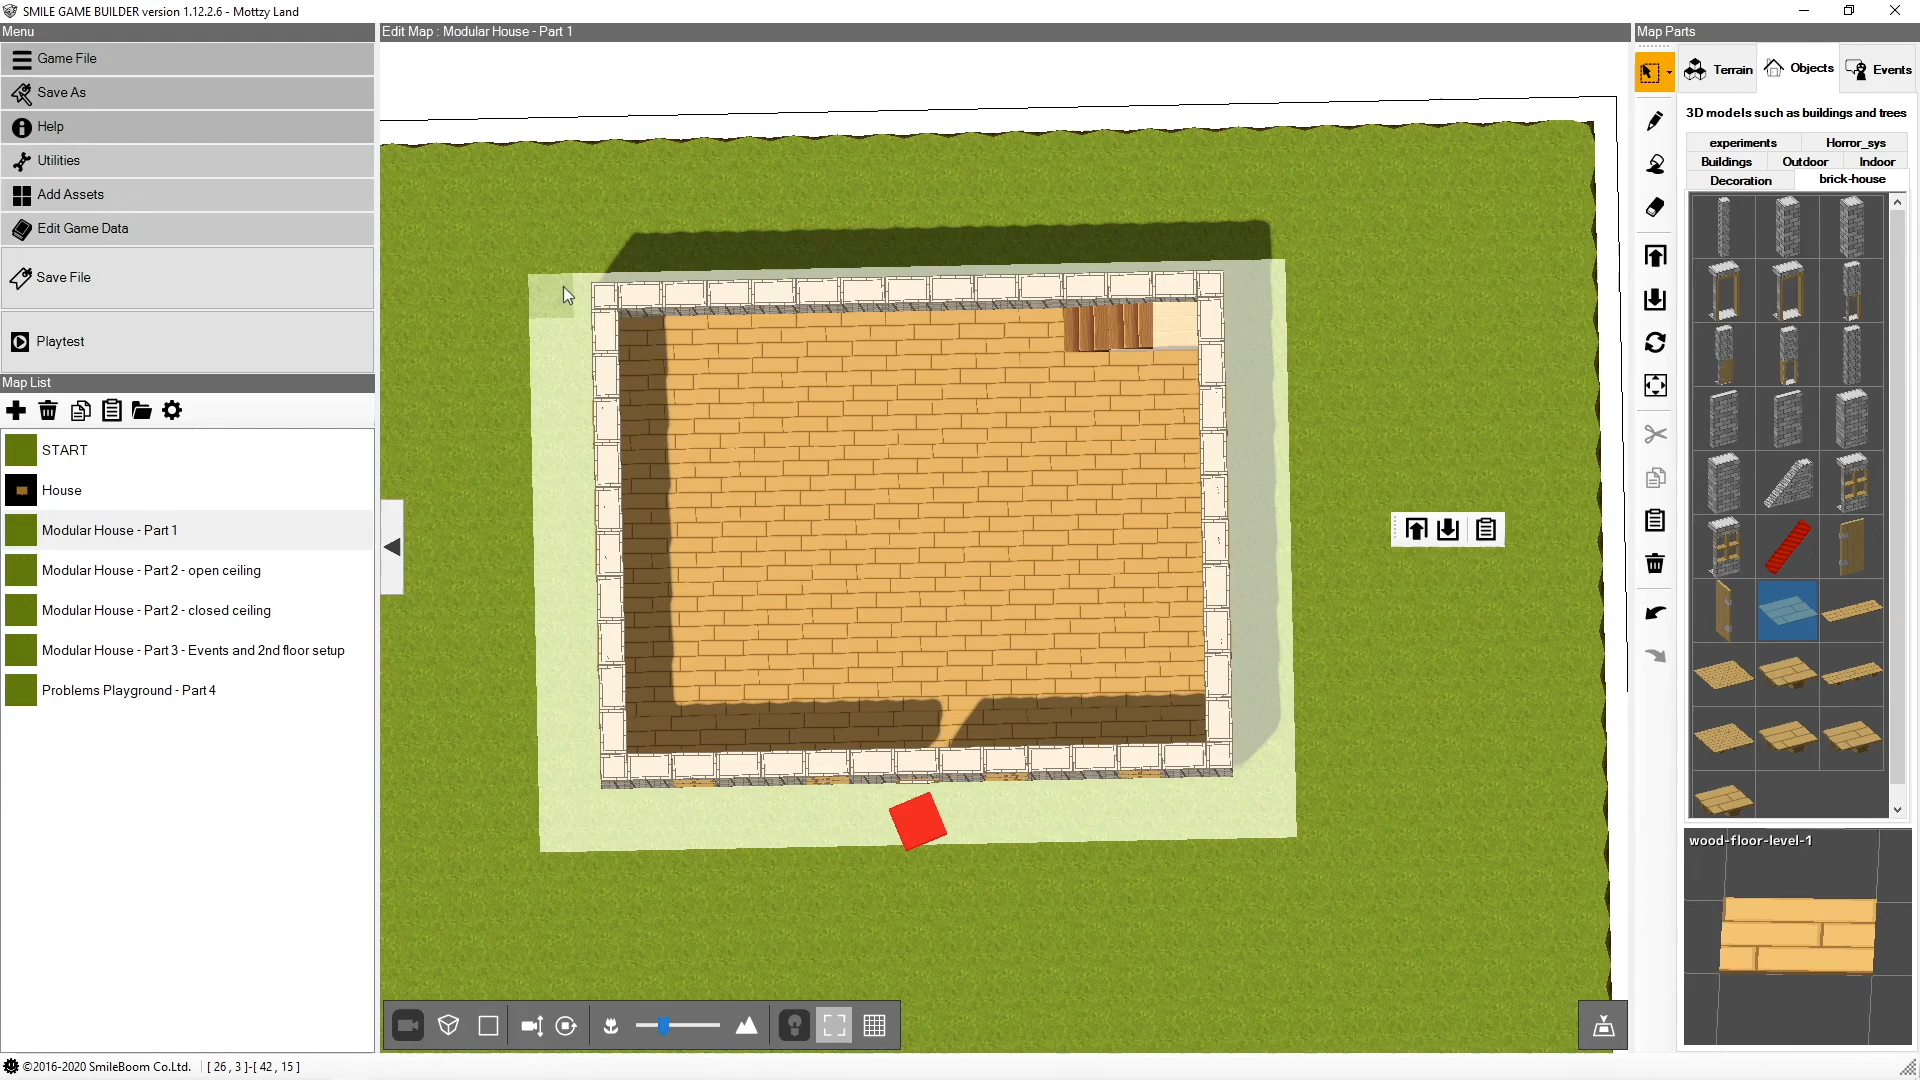 SMILE GAME BUILDER version 1.12.2.6 - Mottzy Land
Menu
Edit Map : Modular House - Part 1
Map Parts
Game File
Save As
Help
Utilities
Add Assets
Edit Game Data
Save File
Playtest
Map List
START
House
Modular House - Part 1
Modular House - Part 2 - open ceiling
Modular House - Part 2 - closed ceiling
Modular House - Part 3 - Events and 2nd floor setup
Problems Playground - Part 4
Terrain
Objects
Events
3D models such as buildings and trees
experiments
Horror_sys
Buildings
Outdoor
Indoor
Decoration
brick-house
wood-floor-level-1
©2016-2020 SmileBoom Co.Ltd.
[ 26 , 3 ]-[ 42 , 15 ]